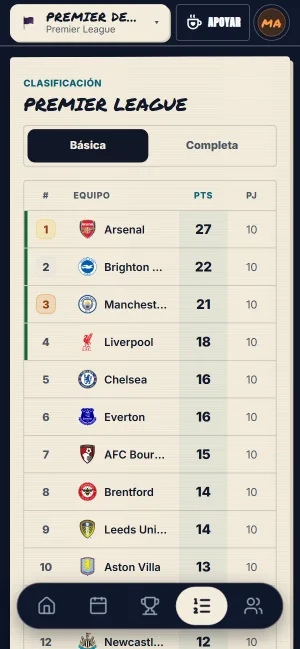 PREMIER DE...
Premier League
APOYAR
MA
CLASIFICACIÓN
PREMIER LEAGUE
Básica Completa
# EQUIPO PTS PJ
1 Arsenal 27 10
2 Brighton ... 22 10
3 Manchest... 21 10
4 Liverpool 18 10
5 Chelsea 16 10
6 Everton 16 10
7 AFC Bour... 15 10
8 Brentford 14 10
9 Leeds Uni... 14 10
10 Aston Villa 13 10
12 Newcastl... 12 10